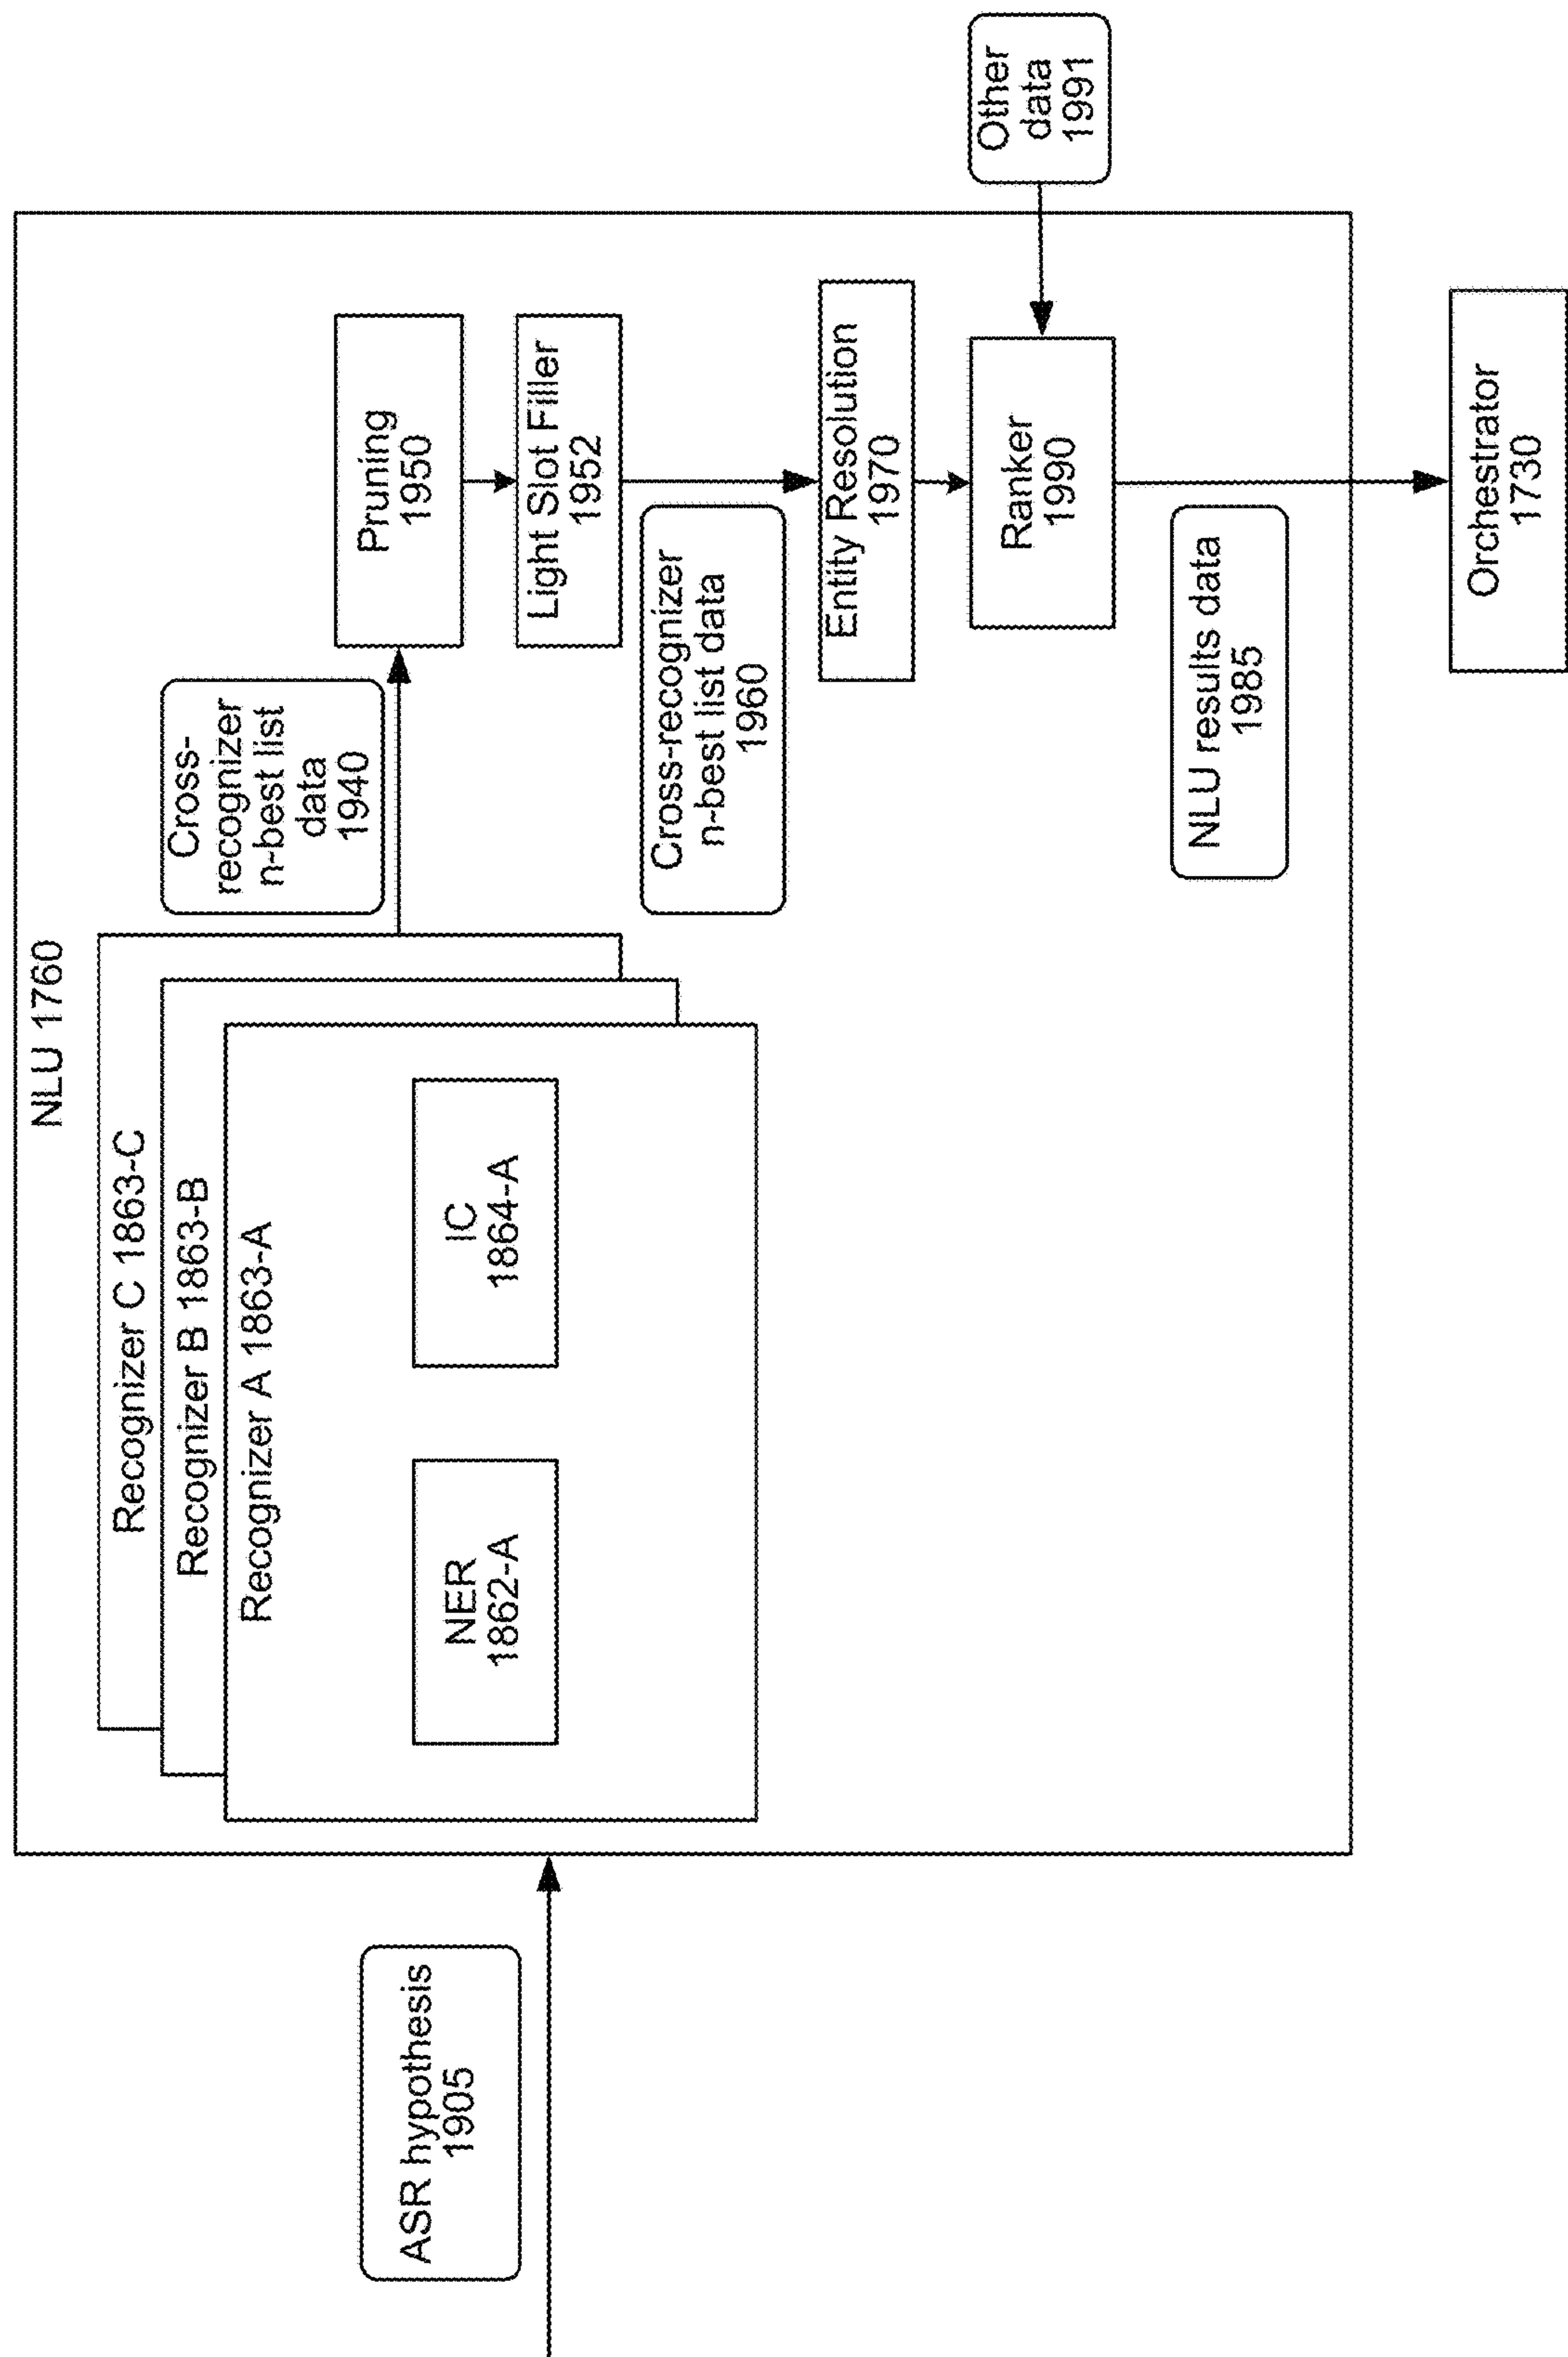 NLU 1760
Recognizer C 1863-C
Recognizer B 1863-B
Recognizer A 1863-A
NER
1862-A
IC
1864-A
ASR hypothesis
1905
Cross-
recognizer
n-best list
data
1940
Pruning
1950
Light Slot Filler
1952
Cross-recognizer
n-best list data
1960
Entity Resolution
1970
Ranker
1990
Other
data
1991
NLU results data
1985
Orchestrator
1730